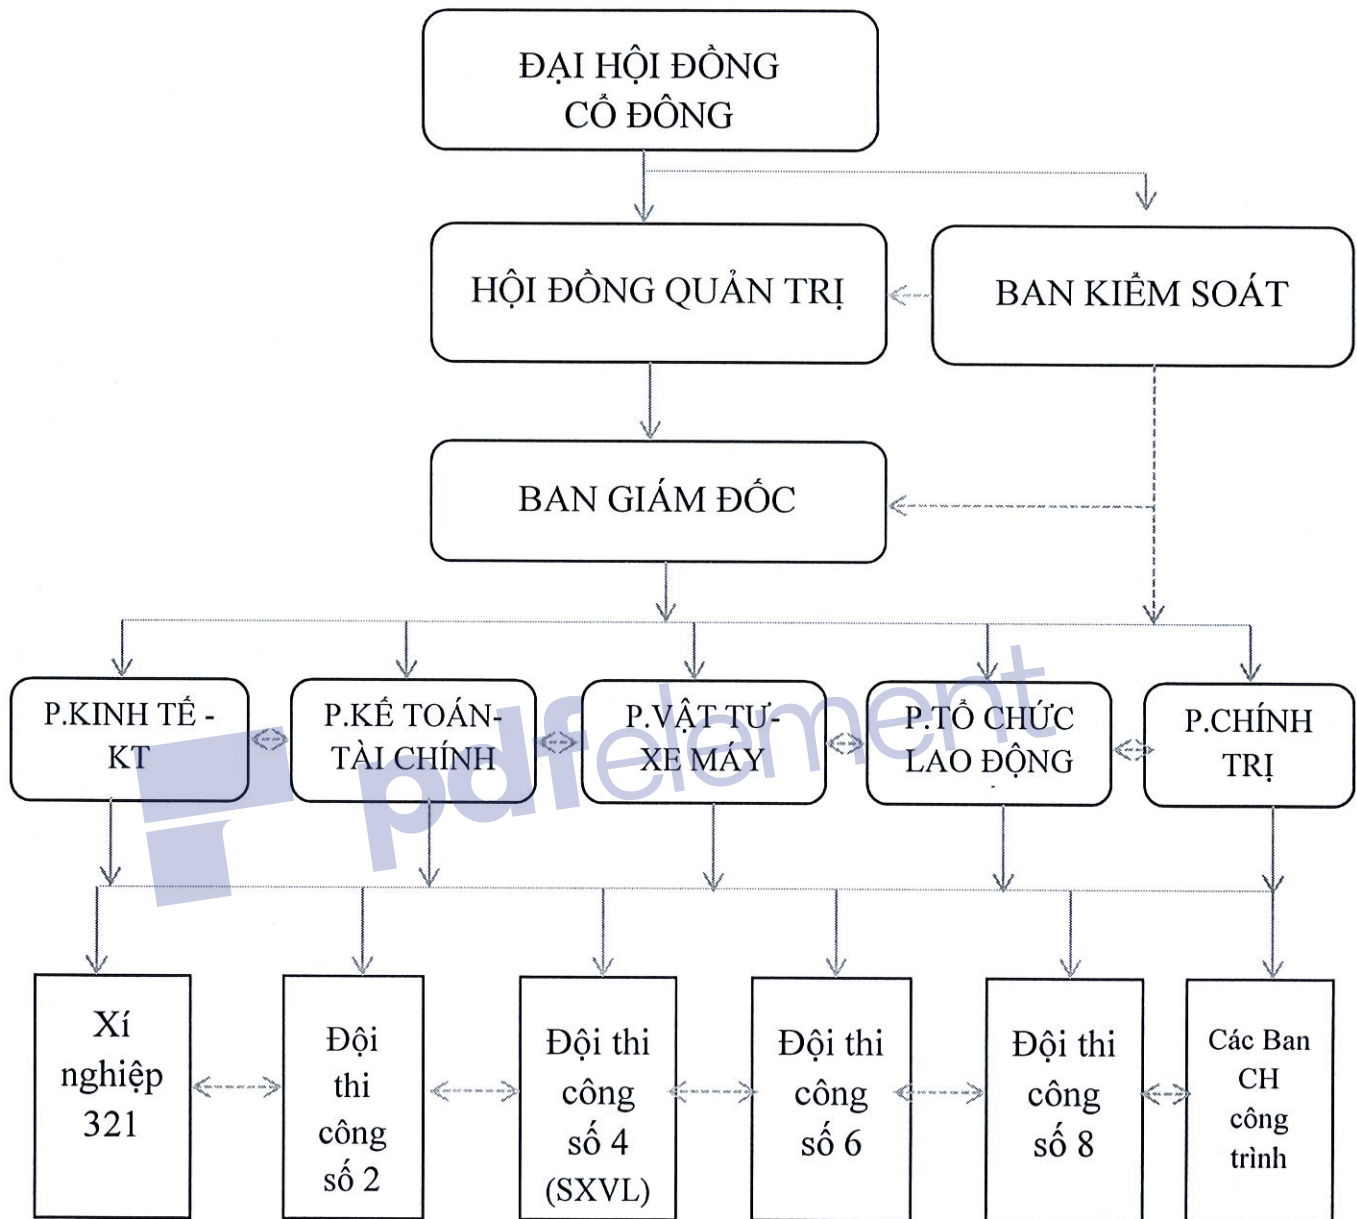 ĐẠI HỘI ĐỒNG
CỔ ĐÔNG
HỘI ĐỒNG QUẢN TRỊ
BAN KIỂM SOÁT
BAN GIÁM ĐỐC
P.KINH TẾ -
KT
P.KẾ TOÁN-
TÀI CHÍNH
P.VẬT TƯ-
XE MÁY
P.TỔ CHỨC
LAO ĐỘNG
P.CHÍNH
TRỊ
pdfelement
Xí
nghiệp
321
Đội
thi
công
số 2
Đội thi
công
số 4
(SXVL)
Đội thi
công
số 6
Đội thi
công
số 8
Các Ban
CH
công
trình